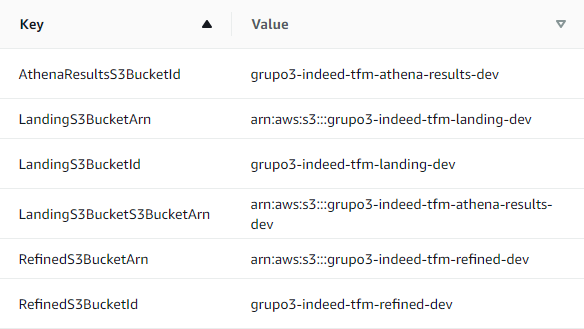 Key Value
AthenaResultsS3BucketId grupo3-indeed-tfm-athena-results-dev
LandingS3BucketArn arn:aws:s3:::grupo3-indeed-tfm-landing-dev
LandingS3BucketId grupo3-indeed-tfm-landing-dev
LandingS3BucketS3BucketArn arn:aws:s3:::grupo3-indeed-tfm-athena-results-
dev
RefinedS3BucketArn arn:aws:s3:::grupo3-indeed-tfm-refined-dev
RefinedS3BucketId grupo3-indeed-tfm-refined-dev